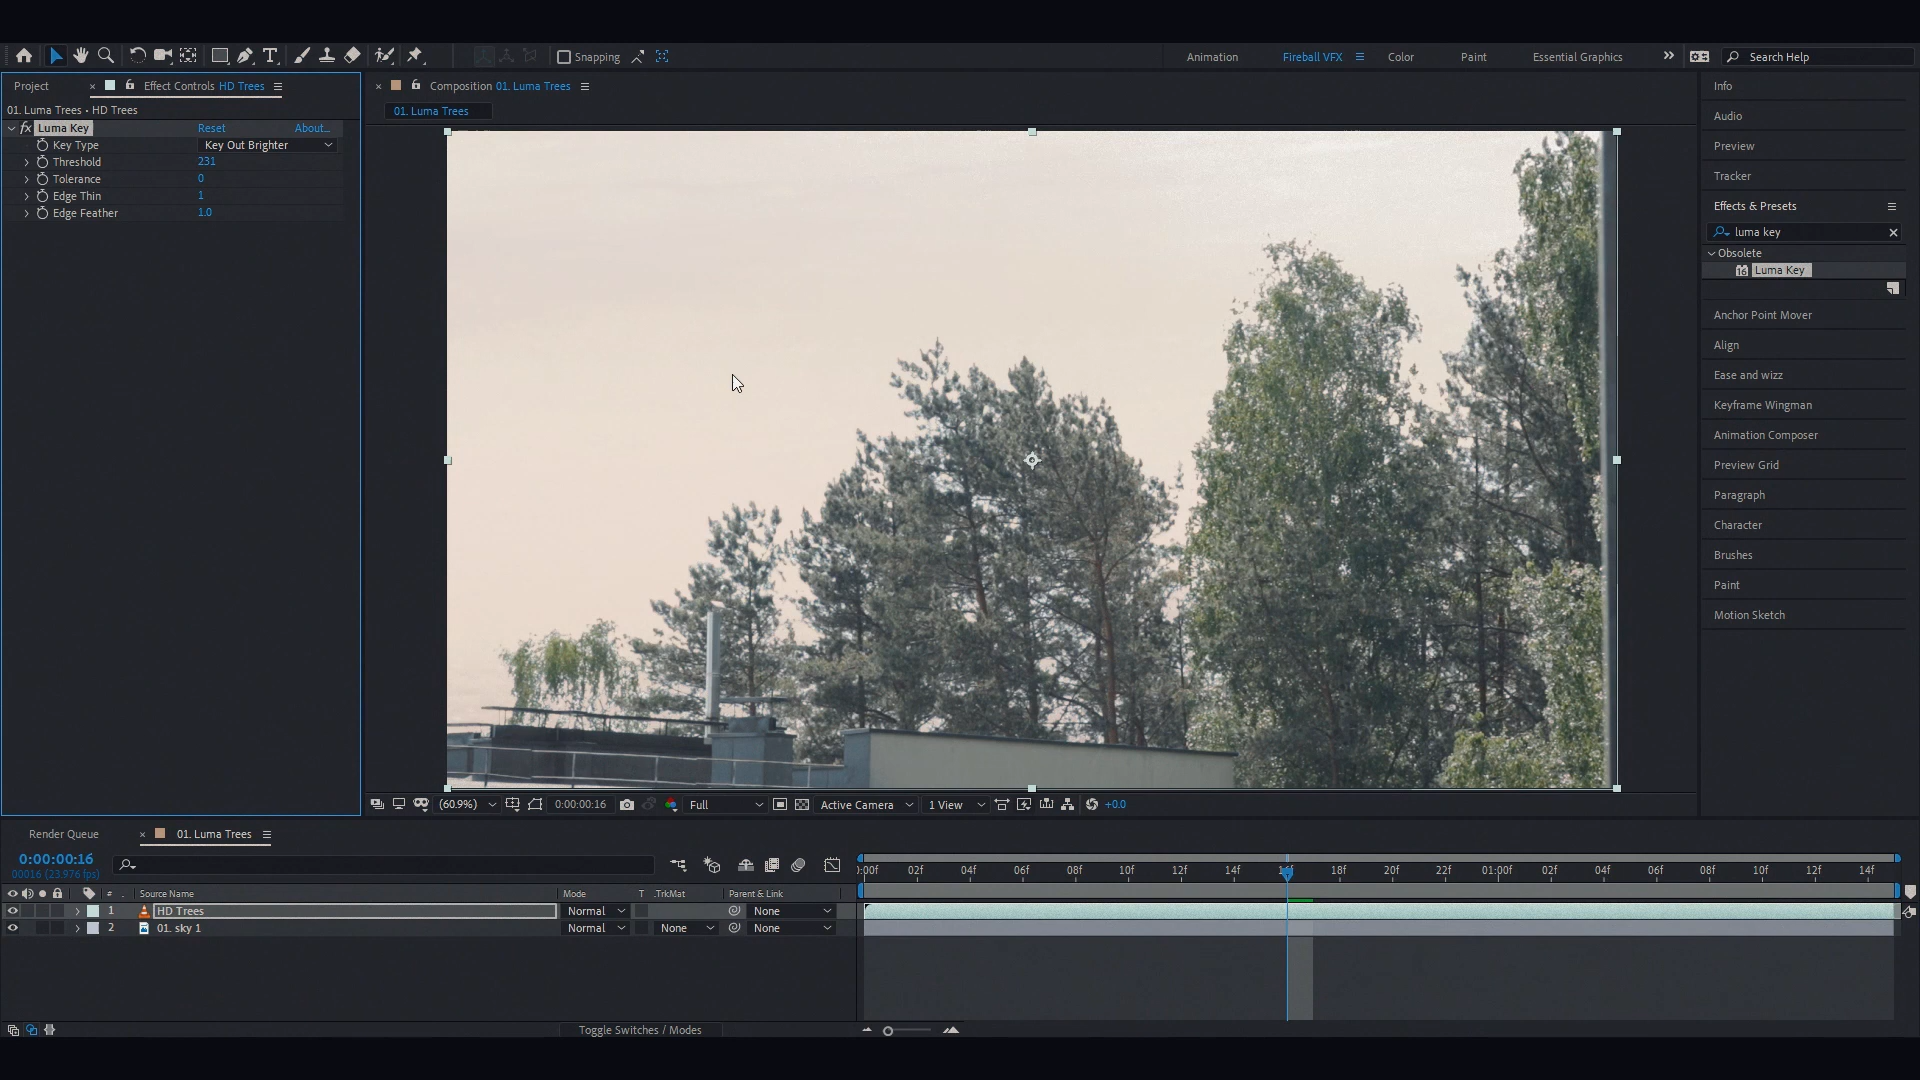 Snapping
Animation
Fireball VFX
Color
Paint
Essential Graphics
Search Help
Project
Effect Controls HD Trees
01. Luma Trees • HD Trees
fx Luma Key Reset About...
Key Type Key Out Brighter
Threshold 231
Tolerance 0
Edge Thin 1
Edge Feather 1.0
Composition 01. Luma Trees
01. Luma Trees
Info
Audio
Preview
Tracker
Effects & Presets
luma key
Obsolete
16 Luma Key
Anchor Point Mover
Align
Ease and wizz
Keyframe Wingman
Animation Composer
Preview Grid
Paragraph
Character
Brushes
Paint
Motion Sketch
(60.9%) 0:00:00:16 Full Active Camera 1 View +0.0
Render Queue
01. Luma Trees
0:00:00:16
00016 (23.976 fps)
:00f 02f 04f 06f 08f 10f 12f 14f 16f 18f 20f 22f 01:00f 02f 04f 06f 08f 10f 12f 14f
# Source Name Mode T .TrkMat Parent & Link
1 HD Trees Normal None
2 01. sky 1 Normal None None
Toggle Switches / Modes